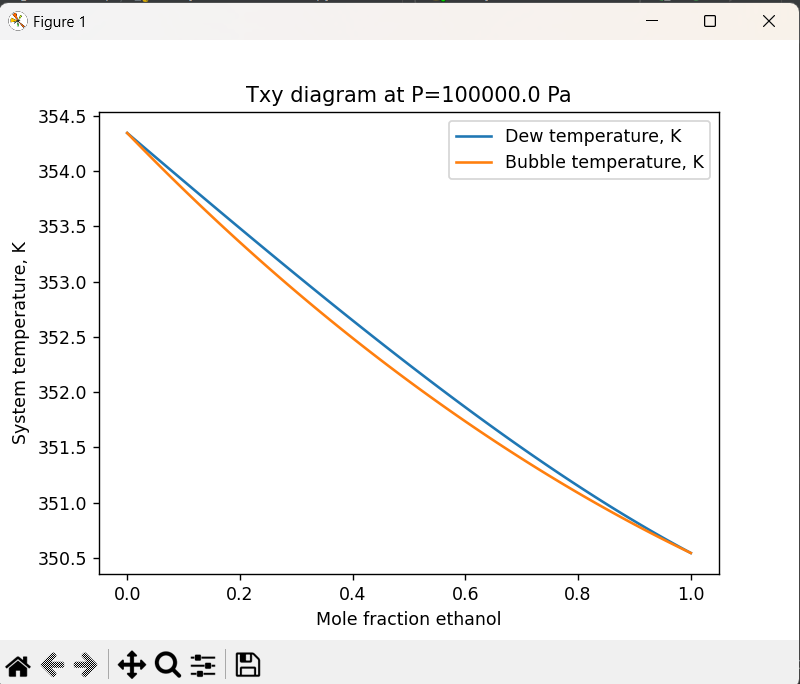 Figure 1
Txy diagram at P=100000.0 Pa
Dew temperature, K
Bubble temperature, K
System temperature, K
354.5
354.0
353.5
353.0
352.5
352.0
351.5
351.0
350.5
0.0 0.2 0.4 0.6 0.8 1.0
Mole fraction ethanol